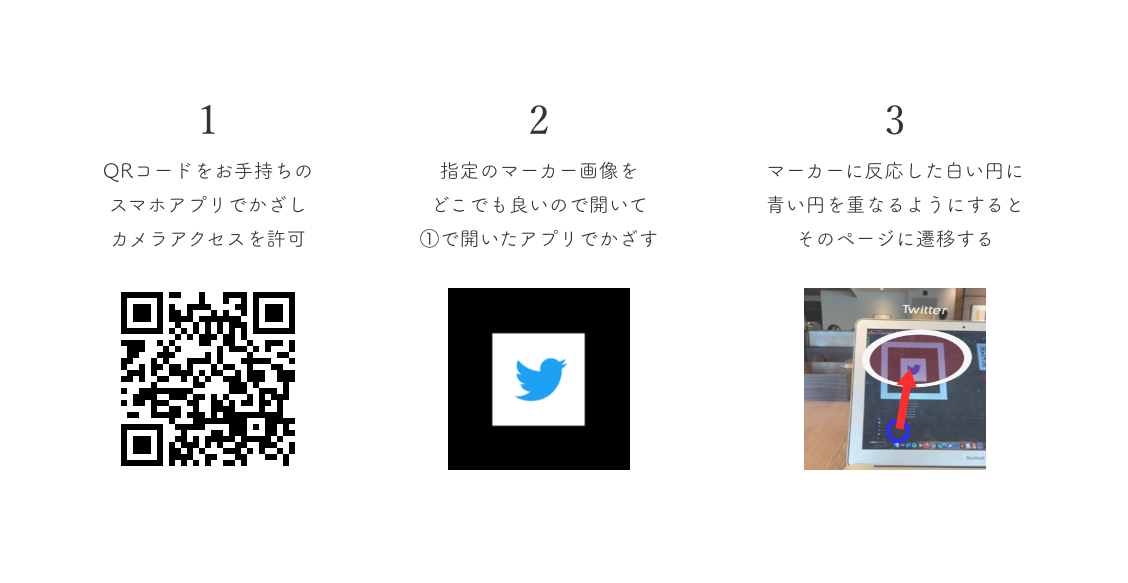 1
QRコードをお手持ちの
スマホアプリでかざし
カメラアクセスを許可
2
指定のマーカー画像を
どこでも良いので開いて
①で開いたアプリでかざす
3
マーカーに反応した白い円に
青い円を重なるようにすると
そのページに遷移する
Twitter
MacBook